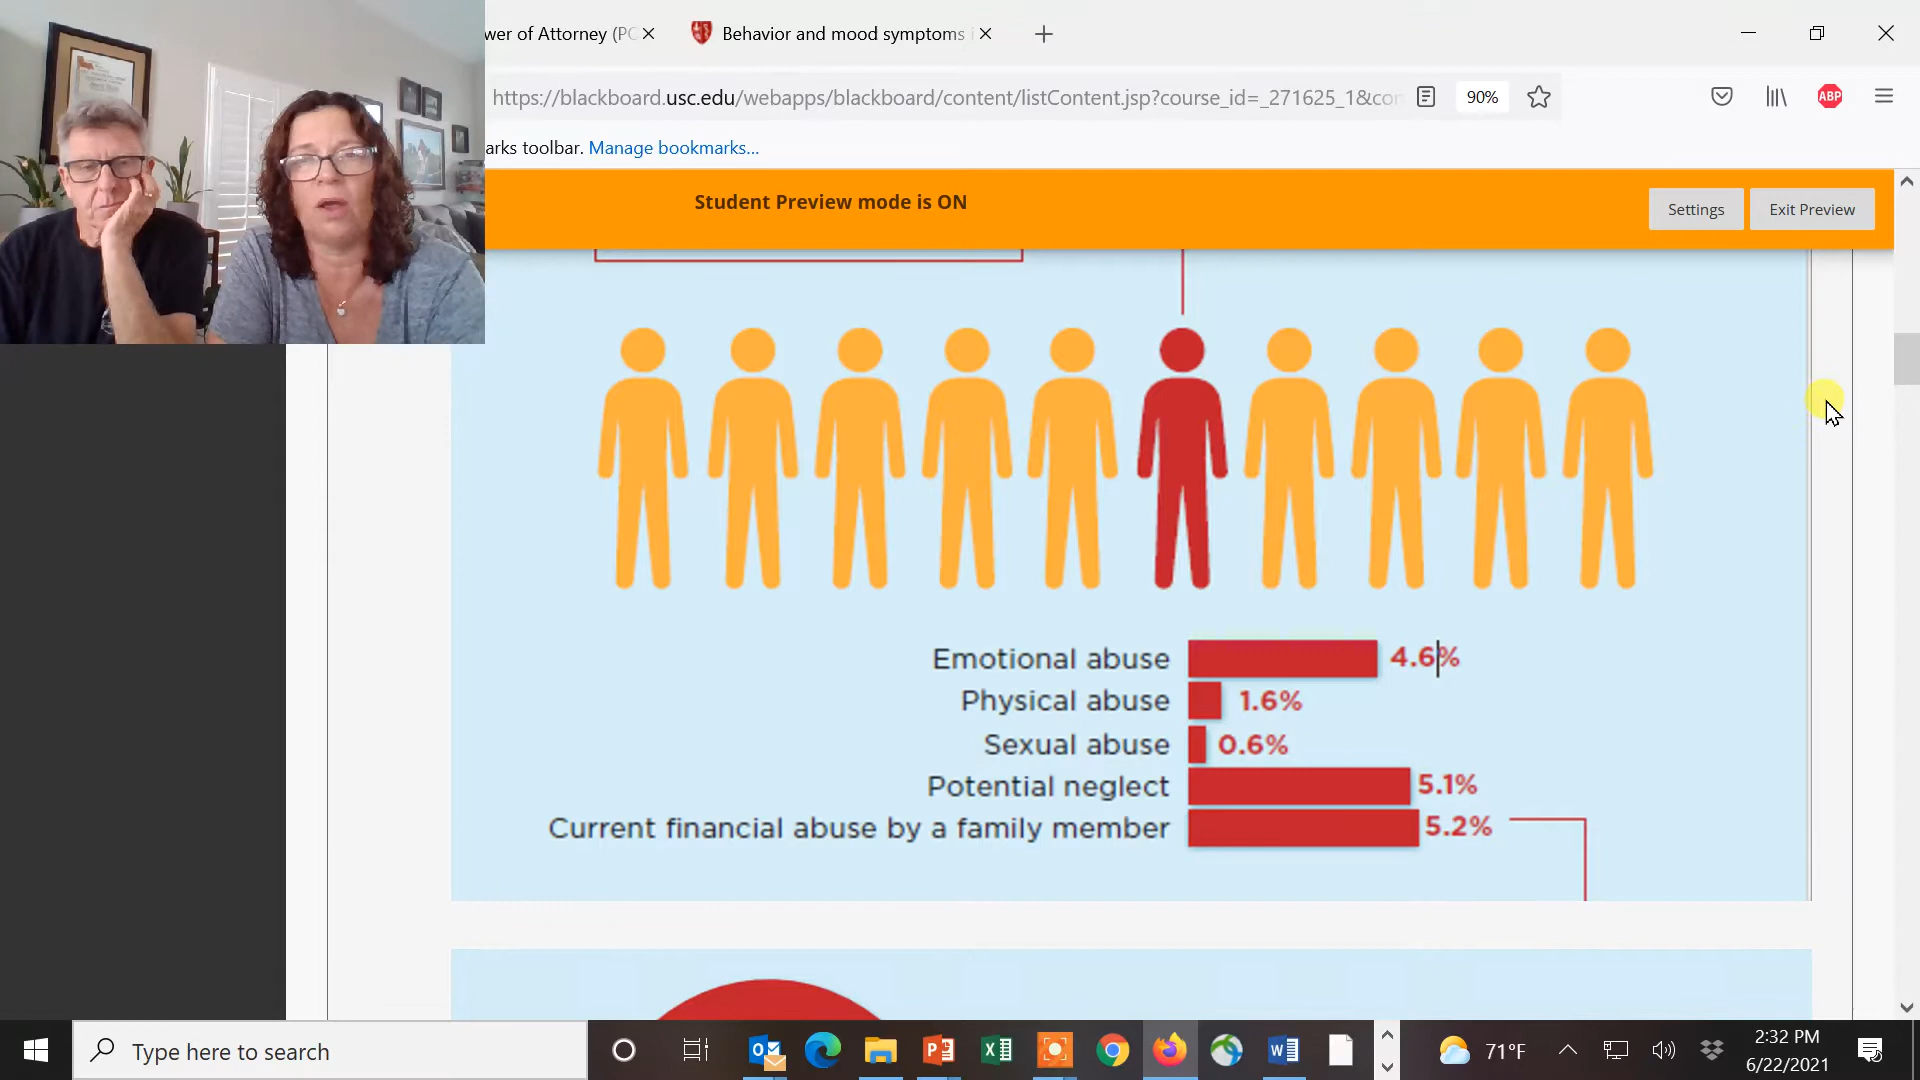 wer of Attorney (PO
Behavior and mood symptoms i
https://blackboard.usc.edu/webapps/blackboard/content/listContent.jsp?course_id=_271625_1&con
90%
ABP
arks toolbar. Manage bookmarks...
Student Preview mode is ON
Settings
Exit Preview
Emotional abuse 4.6%
Physical abuse 1.6%
Sexual abuse 0.6%
Potential neglect 5.1%
Current financial abuse by a family member 5.2%
Type here to search
71°F
2:32 PM
6/22/2021